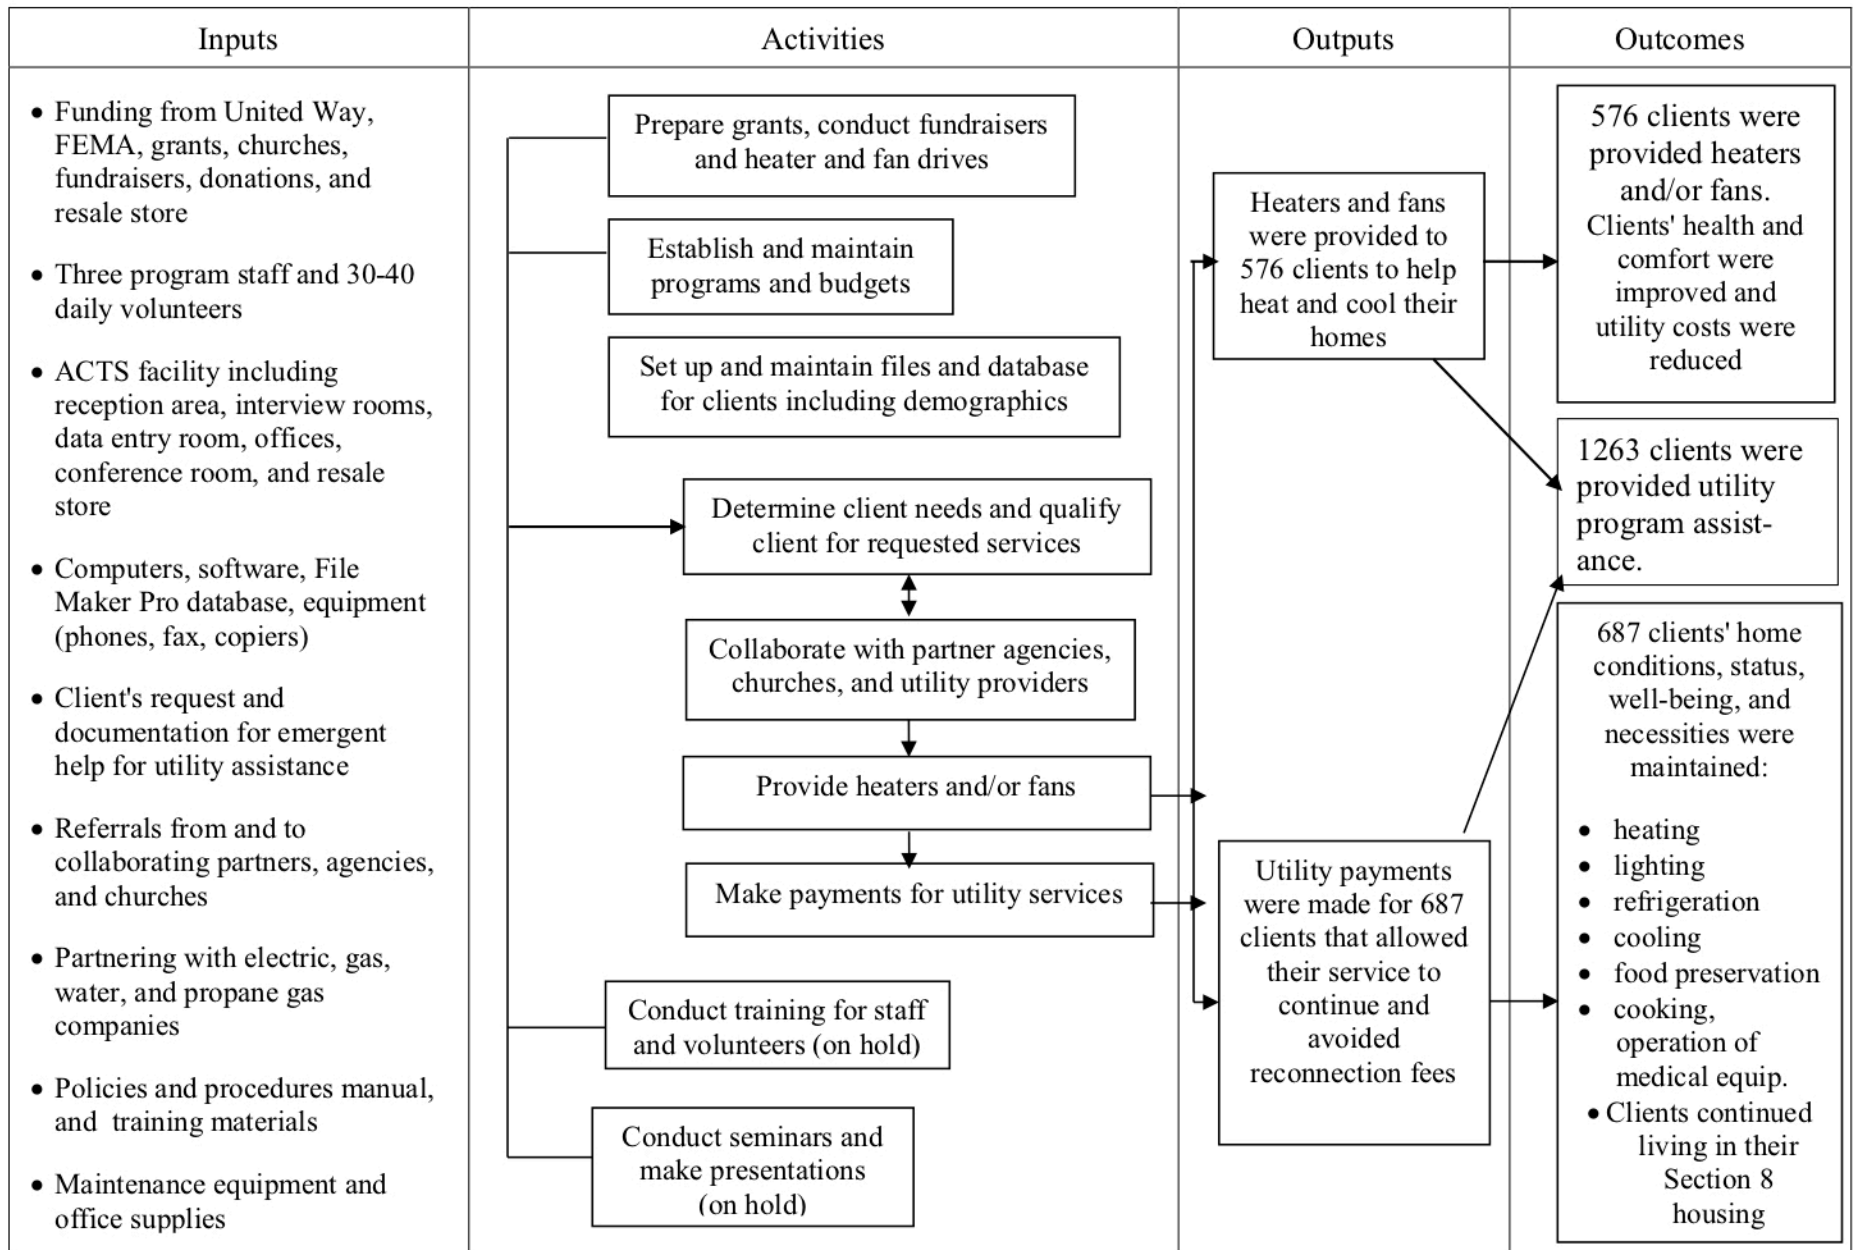 Inputs
Activities
Outputs
Outcomes
• Funding from United Way,
FEMA, grants, churches,
fundraisers, donations, and
resale store
• Three program staff and 30-40
daily volunteers
• ACTS facility including
reception area, interview rooms,
data entry room, offices,
conference room, and resale
store
• Computers, software, File
Maker Pro database, equipment
(phones, fax, copiers)
• Client's request and
documentation for emergent
help for utility assistance
• Referrals from and to
collaborating partners, agencies,
and churches
• Partnering with electric, gas,
water, and propane gas
companies
• Policies and procedures manual,
and training materials
• Maintenance equipment and
office supplies
Prepare grants, conduct fundraisers
and heater and fan drives
Establish and maintain
programs and budgets
Set up and maintain files and database
for clients including demographics
Determine client needs and qualify
client for requested services
Collaborate with partner agencies,
churches, and utility providers
Provide heaters and/or fans
Make payments for utility services
Conduct training for staff
and volunteers (on hold)
Conduct seminars and
make presentations
(on hold)
Heaters and fans
were provided to
576 clients to help
heat and cool their
homes
Utility payments
were made for 687
clients that allowed
their service to
continue and
avoided
reconnection fees
576 clients were
provided heaters
and/or fans.
Clients' health and
comfort were
improved and
utility costs were
reduced
1263 clients were
provided utility
program assist-
ance.
687 clients' home
conditions, status,
well-being, and
necessities were
maintained:
• heating
• lighting
• refrigeration
• cooling
• food preservation
• cooking,
operation of
medical equip.
• Clients continued
living in their
Section 8
housing